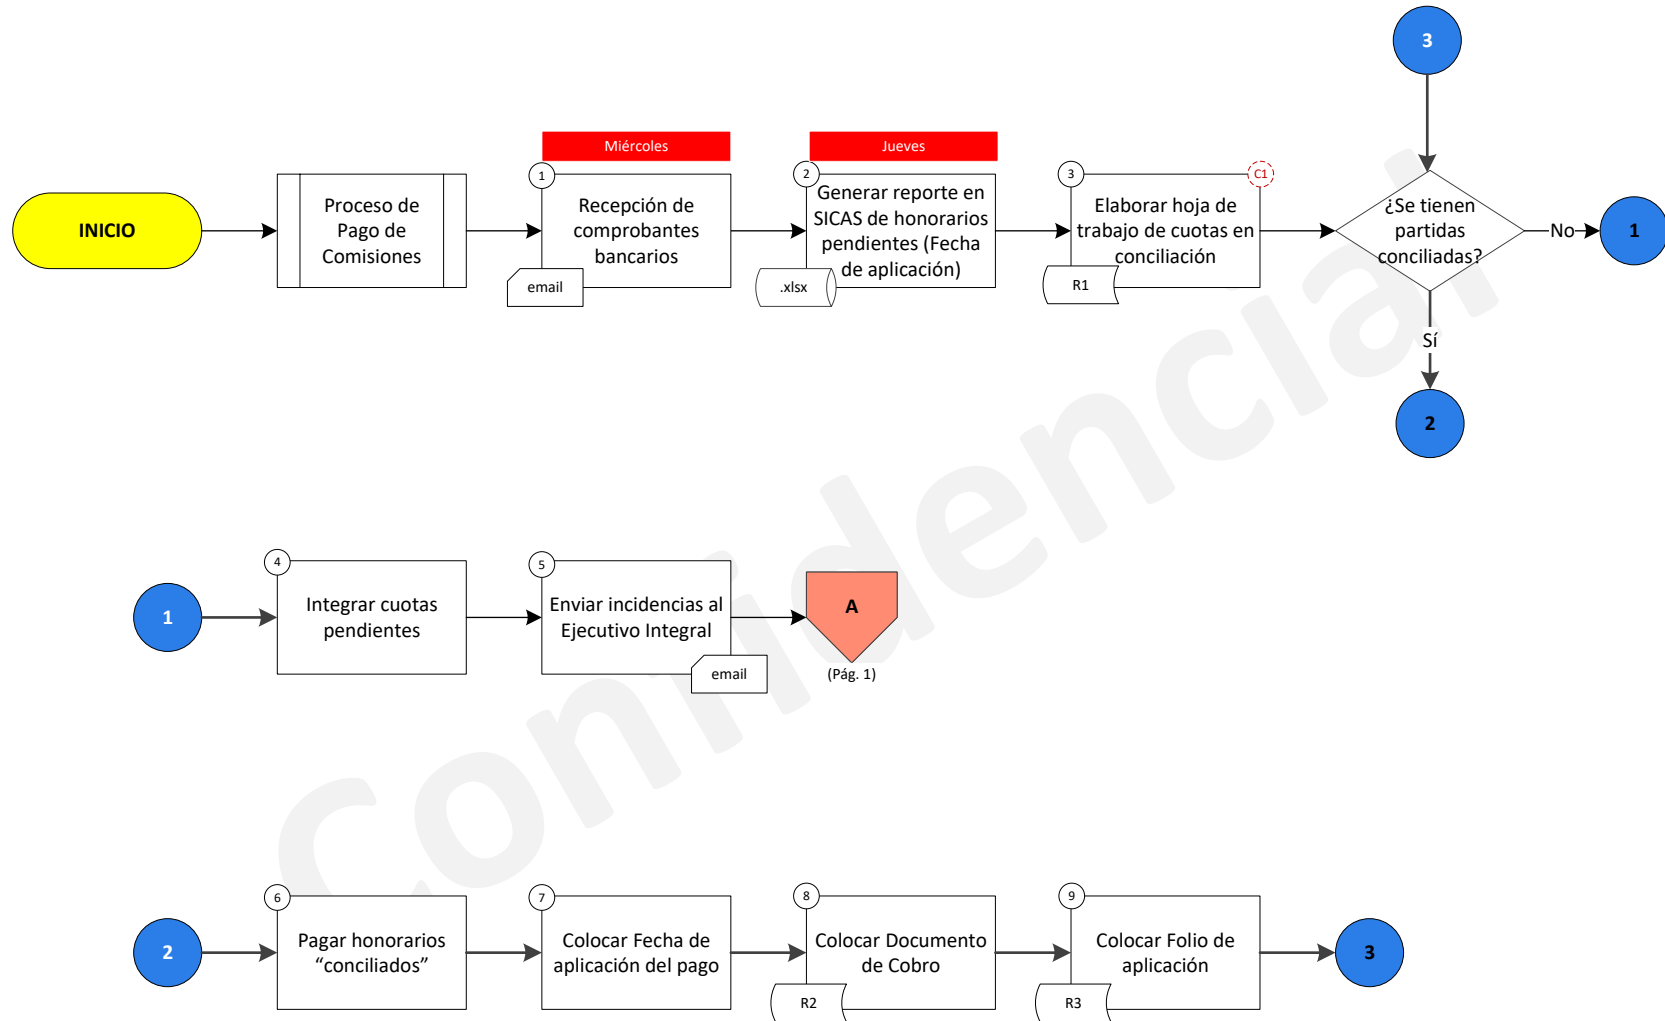 3
Miércoles
Jueves
1
2
3
C1
INICIO
Proceso de
Pago de
Comisiones
Recepción de
comprobantes
bancarios
email
Generar reporte en
SICAS de honorarios
pendientes (Fecha
de aplicación)
.xlsx
Elaborar hoja de
trabajo de cuotas en
conciliación
R1
¿Se tienen
partidas
conciliadas?
No
1
Sí
2
Confidencial
1
4
Integrar cuotas
pendientes
5
Enviar incidencias al
Ejecutivo Integral
email
A
(Pág. 1)
2
6
Pagar honorarios
“conciliados”
7
Colocar Fecha de
aplicación del pago
8
Colocar Documento
de Cobro
R2
9
Colocar Folio de
aplicación
R3
3